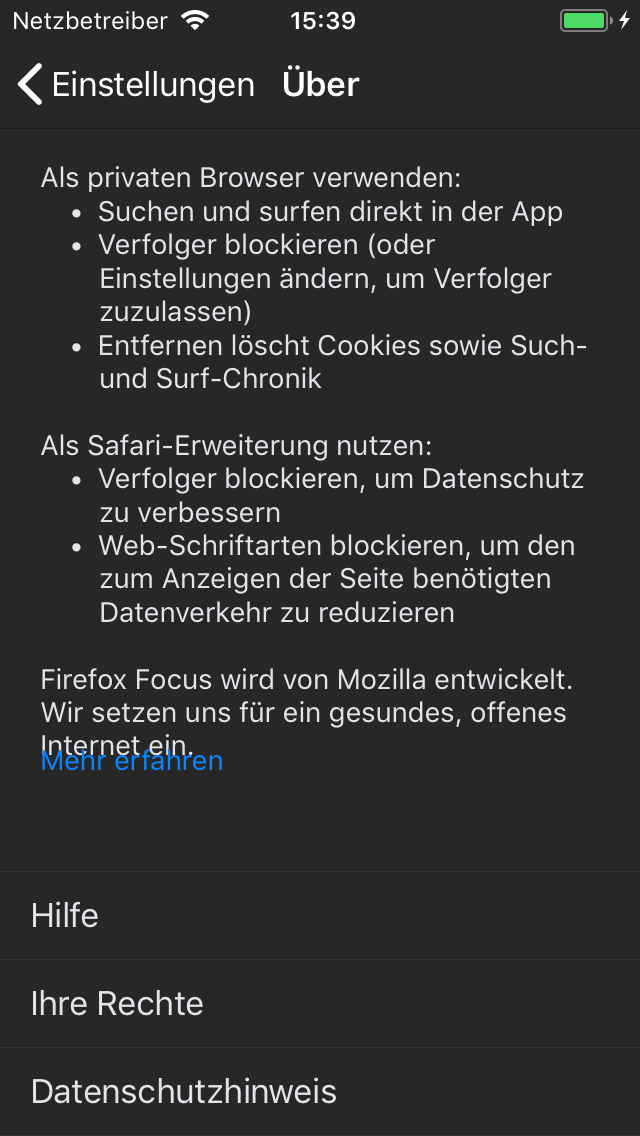 Netzbetreiber 15:39
Einstellungen Über
Als privaten Browser verwenden:
• Suchen und surfen direkt in der App
• Verfolger blockieren (oder
Einstellungen ändern, um Verfolger
zuzulassen)
• Entfernen löscht Cookies sowie Such-
und Surf-Chronik
Als Safari-Erweiterung nutzen:
• Verfolger blockieren, um Datenschutz
zu verbessern
• Web-Schriftarten blockieren, um den
zum Anzeigen der Seite benötigten
Datenverkehr zu reduzieren
Firefox Focus wird von Mozilla entwickelt.
Wir setzen uns für ein gesundes, offenes
Internet ein.
Mehr erfahren
Hilfe
Ihre Rechte
Datenschutzhinweis